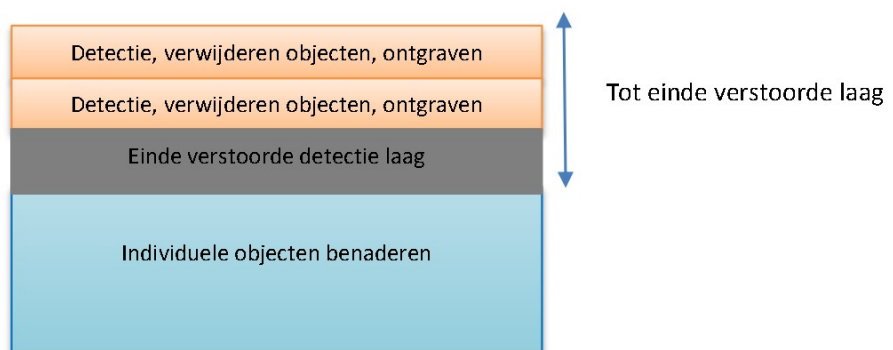 Detectie, verwijderen objecten, ontgraven
Detectie, verwijderen objecten, ontgraven
Tot einde verstoorde laag
Einde verstoorde detectie laag
Individuele objecten benaderen